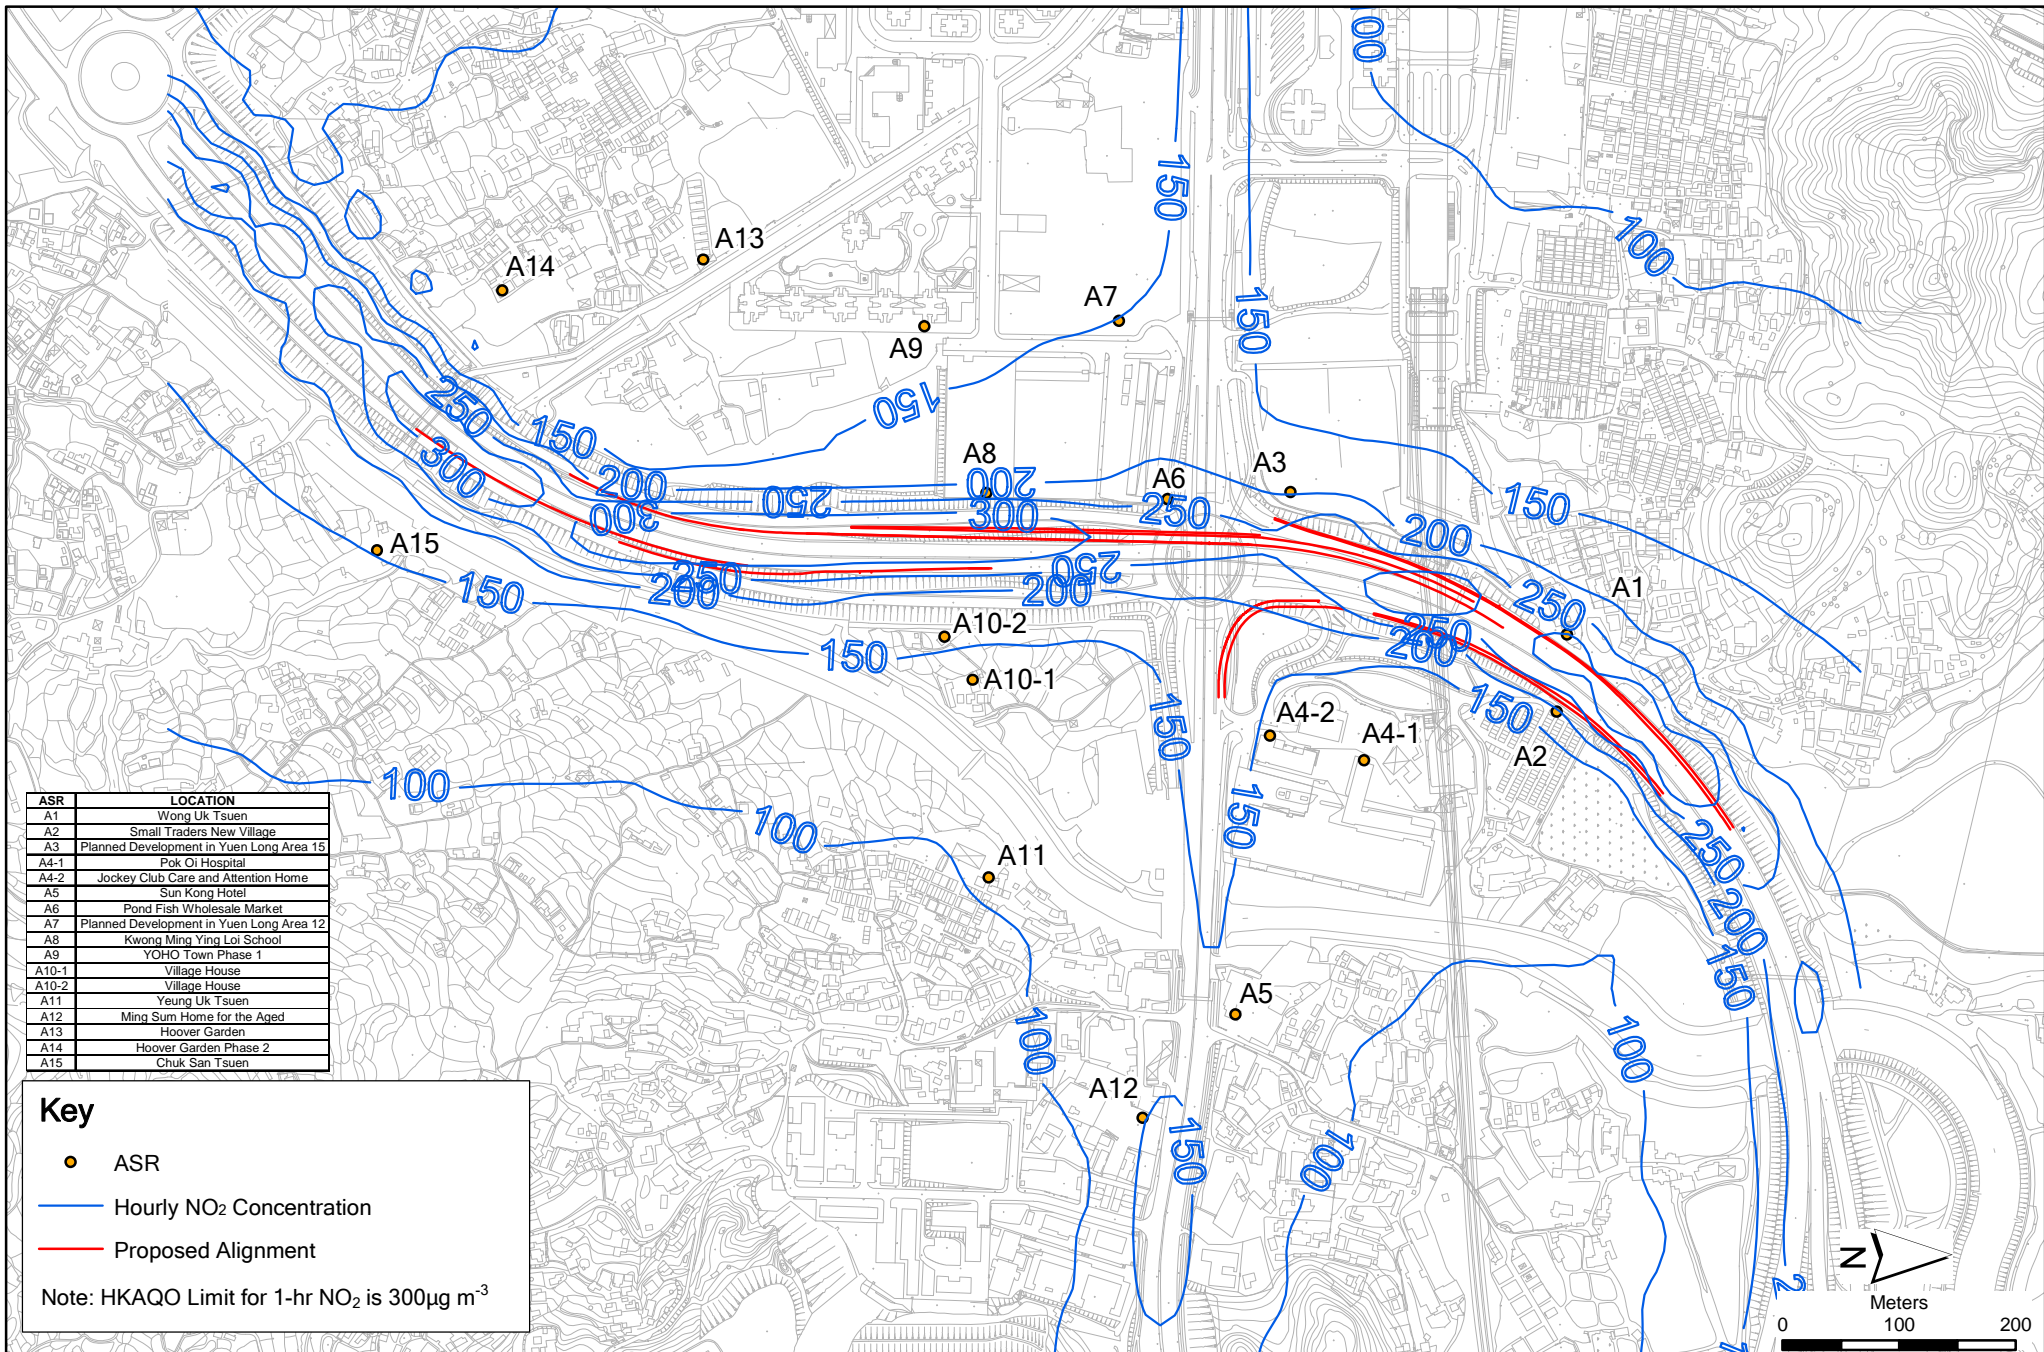 100
150
100
A13
A14
150
A7
A9
150
250
150
A8
A3
300
200
250
200
A6
250
150
300
300
200
A15
250
250
250
A1
150
200
200
250
200
A10-2
150
A10-1
150
150
A4-2
A4-1
A2
100
100
150
250
200
A11
150
A5
100
100
A12
150
100
2
1
ASR LOCATION
A1 Wong Uk Tsuen
A2 Small Traders New Village
A3 Planned Development in Yuen Long Area 15
A4-1 Pok Oi Hospital
A4-2 Jockey Club Care and Attention Home
A5 Sun Kong Hotel
A6 Pond Fish Wholesale Market
A7 Planned Development in Yuen Long Area 12
A8 Kwong Ming Ying Loi School
A9 YOHO Town Phase 1
A10-1 Village House
A10-2 Village House
A11 Yeung Uk Tsuen
A12 Ming Sum Home for the Aged
A13 Hoover Garden
A14 Hoover Garden Phase 2
A15 Chuk San Tsuen
Key
ASR
Hourly NO2 Concentration
Proposed Alignment
Note: HKAQO Limit for 1-hr NO2 is 300µg m-3
N
Meters
0 100 200